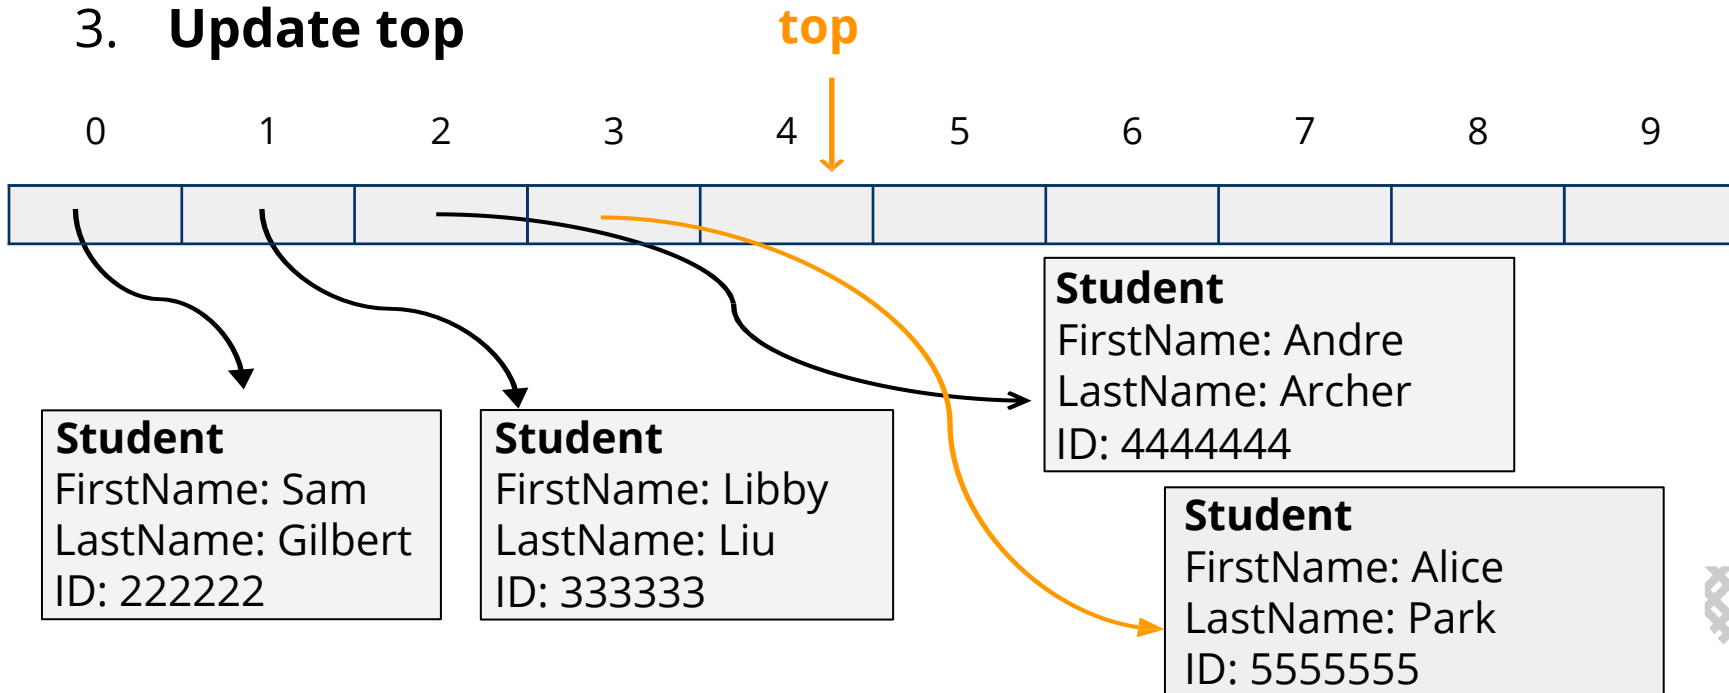 3. Update top
top
0 1 2 3 4 5 6 7 8 9
Student
FirstName: Sam
LastName: Gilbert
ID: 222222
Student
FirstName: Libby
LastName: Liu
ID: 333333
Student
FirstName: Andre
LastName: Archer
ID: 4444444
Student
FirstName: Alice
LastName: Park
ID: 5555555